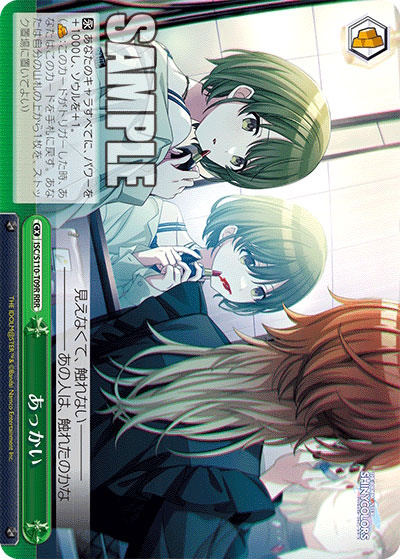 SAMPLE
【永】 あなたのキャラすべてに、パワーを
+1000し、ソウルを+1。
(：このカードがトリガーした時、あ
なたはこのカードを手札に戻す。あな
たは自分の山札の上から1枚を、ストッ
ク置場に置いてよい)
見えなくて、触れない――――
――――あの人は、触れたのかな
SHINYCOLORS
CX
ISC/S110-109R RRR
あっかい
THE IDOLM@STER™ & ©Bandai Namco Entertainment Inc.